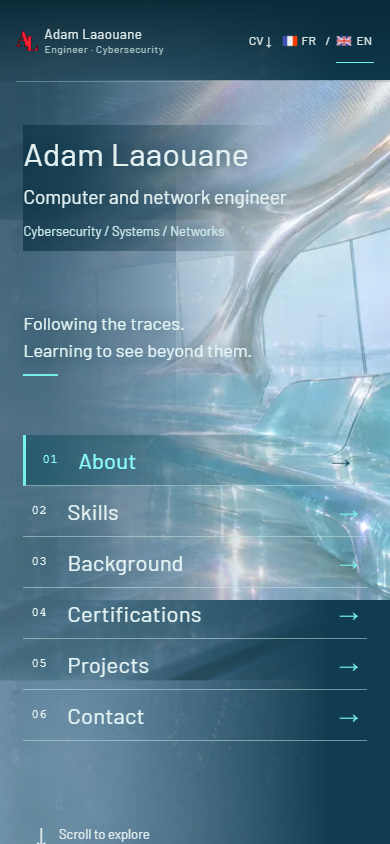 Adam Laaouane
Engineer · Cybersecurity
CV ↓ FR / EN
Adam Laaouane
Computer and network engineer
Cybersecurity / Systems / Networks
Following the traces.
Learning to see beyond them.
01 About →
02 Skills →
03 Background →
04 Certifications →
05 Projects →
06 Contact →
↓ Scroll to explore